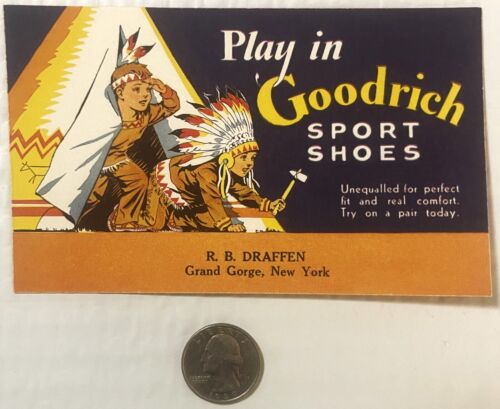 Play in
Goodrich
SPORT
SHOES
Unequalled for perfect
fit and real comfort.
Try on a pair today.
R. B. DRAFFEN
Grand Gorge, New York